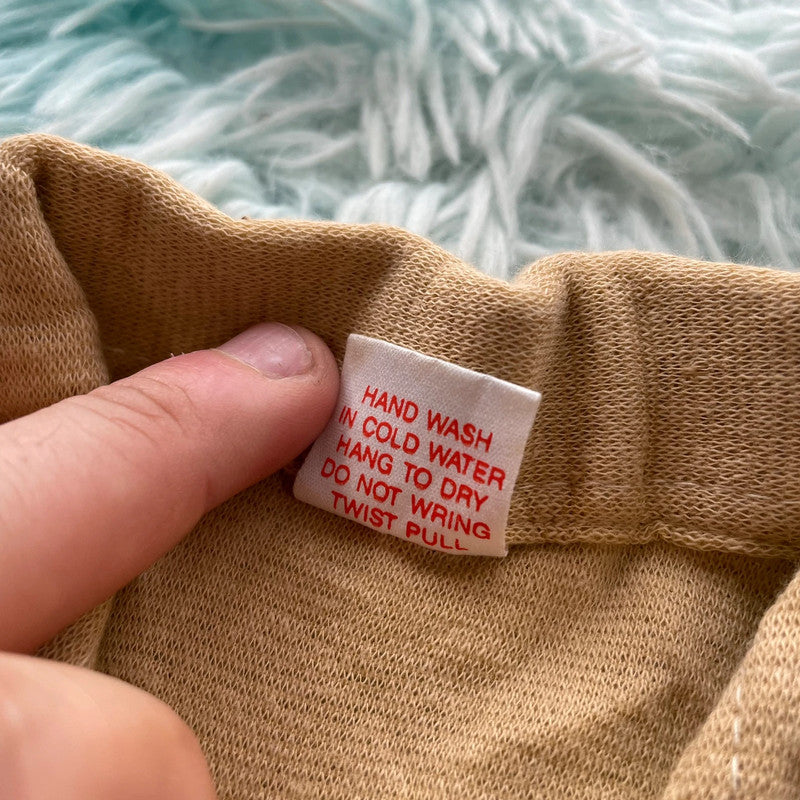 HAND WASH
IN COLD WATER
HANG TO DRY
DO NOT WRING
TWIST PULL